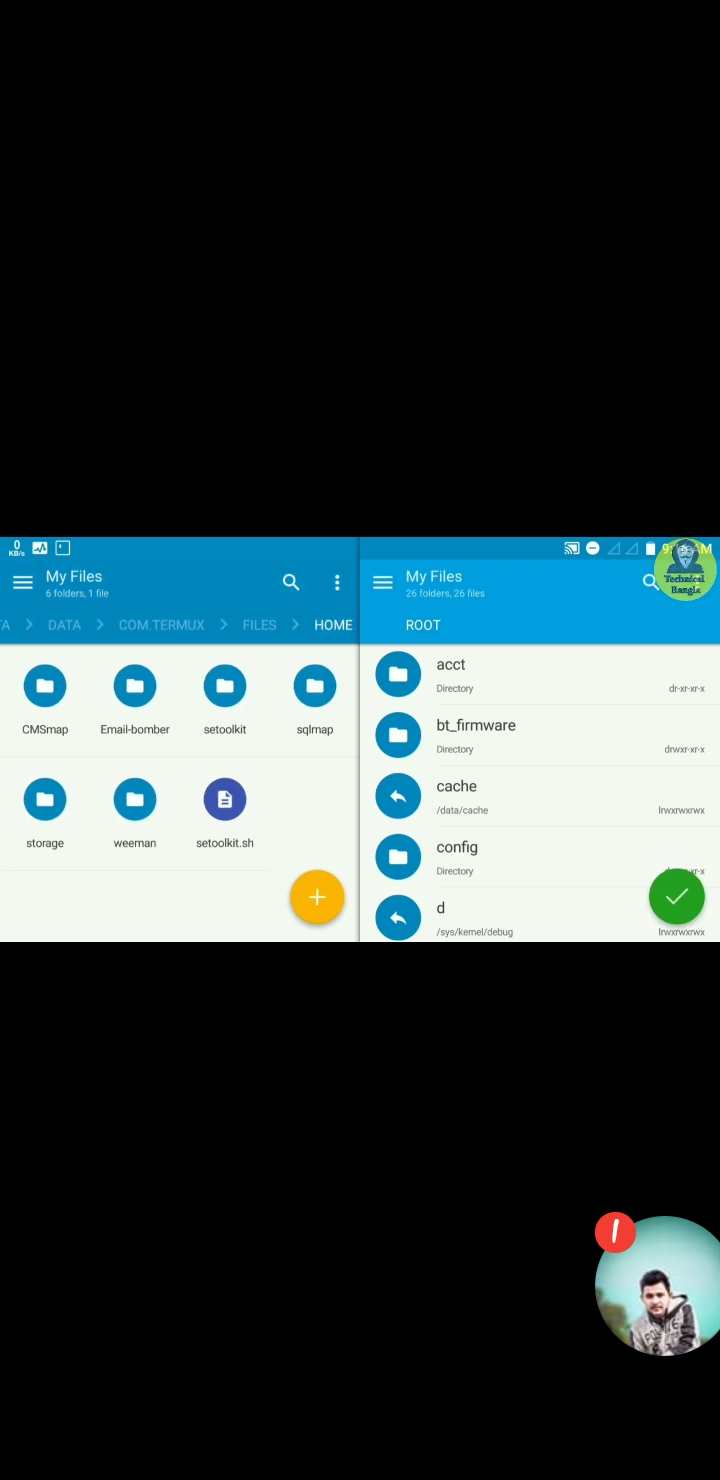 0
KB/s
My Files
6 folders, 1 file
DATA > COM.TERMUX > FILES > HOME
CMSmap
Email-bomber
setoolkit
sqlmap
storage
weeman
setoolkit.sh
AM
Technical
Bangla
My Files
26 folders, 26 files
ROOT
acct
Directory
dr-xr-xr-x
bt_firmware
Directory
drwxr-xr-x
cache
/data/cache
lrwxrwxrwx
config
Directory
d
/sys/kernel/debug
lrwxrwxrwx
1